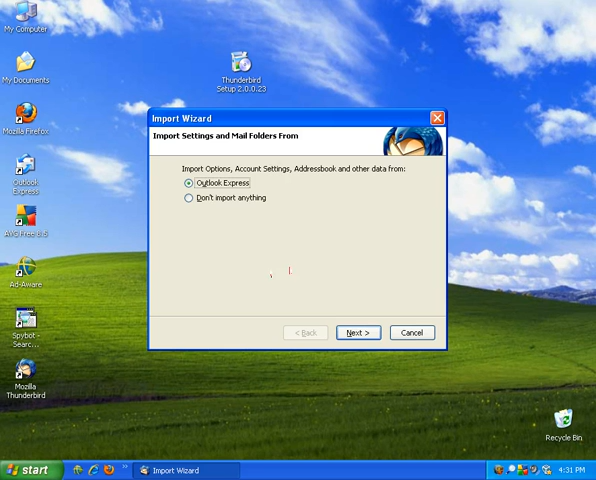 My Computer
My Documents
Mozilla Firefox
Outlook
Express
AVG Free 8.5
Ad-Aware
Spybot -
Searc...
Mozilla
Thunderbird
Thunderbird
Setup 2.0.0.23
Import Wizard
Import Settings and Mail Folders From
Import Options, Account Settings, Addressbook and other data from:
Outlook Express
Don't import anything
< Back
Next >
Cancel
Recycle Bin
start
Import Wizard
4:31 PM